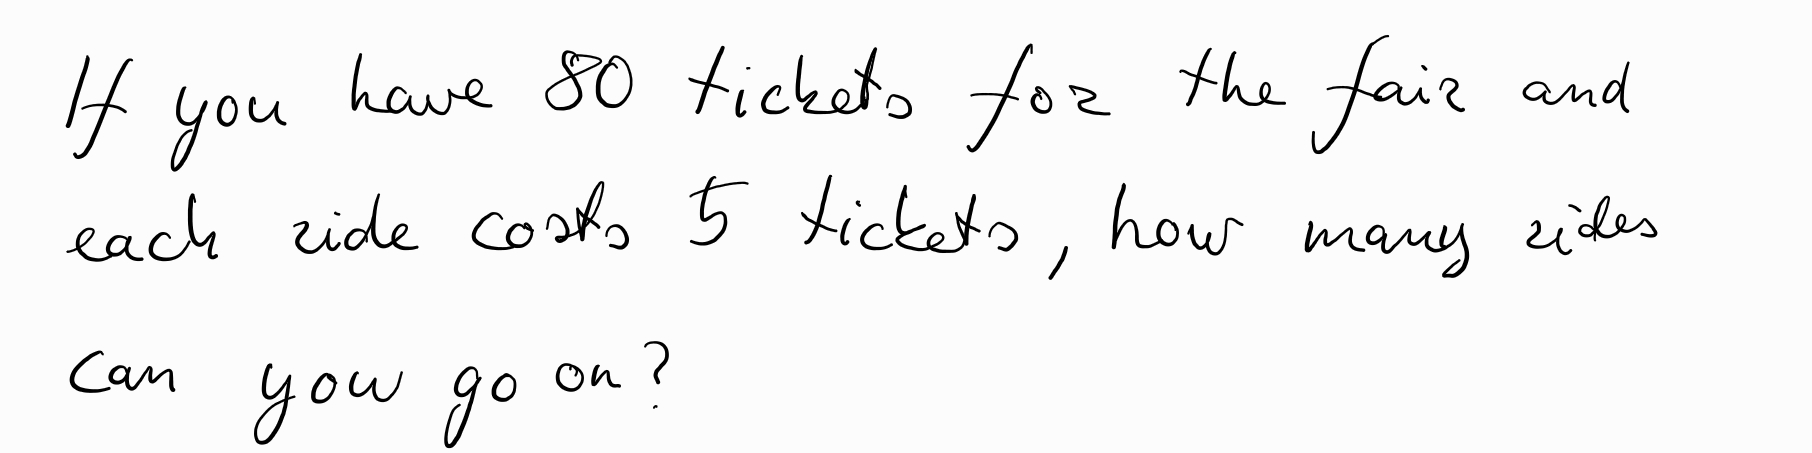 If you have 80 tickets for the fair and
each ride costs 5 tickets, how many rides
can you go on?